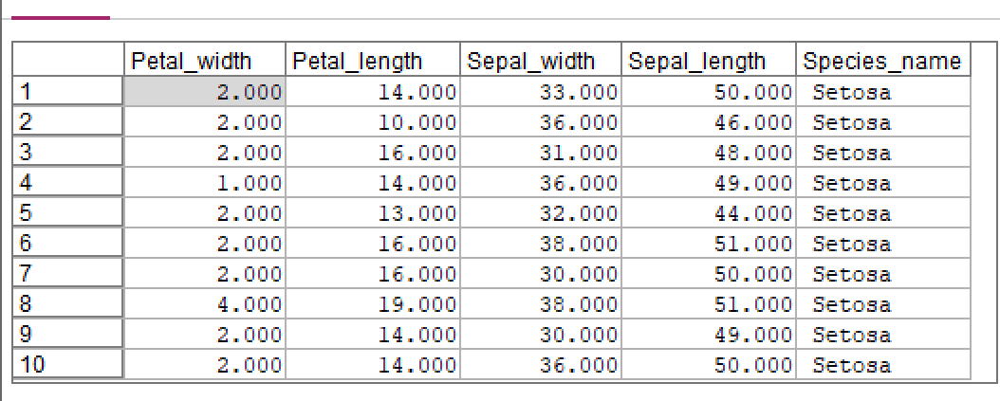 Petal_width Petal_length Sepal_width Sepal_length Species_name
1 2.000 14.000 33.000 50.000 Setosa
2 2.000 10.000 36.000 46.000 Setosa
3 2.000 16.000 31.000 48.000 Setosa
4 1.000 14.000 36.000 49.000 Setosa
5 2.000 13.000 32.000 44.000 Setosa
6 2.000 16.000 38.000 51.000 Setosa
7 2.000 16.000 30.000 50.000 Setosa
8 4.000 19.000 38.000 51.000 Setosa
9 2.000 14.000 30.000 49.000 Setosa
10 2.000 14.000 36.000 50.000 Setosa